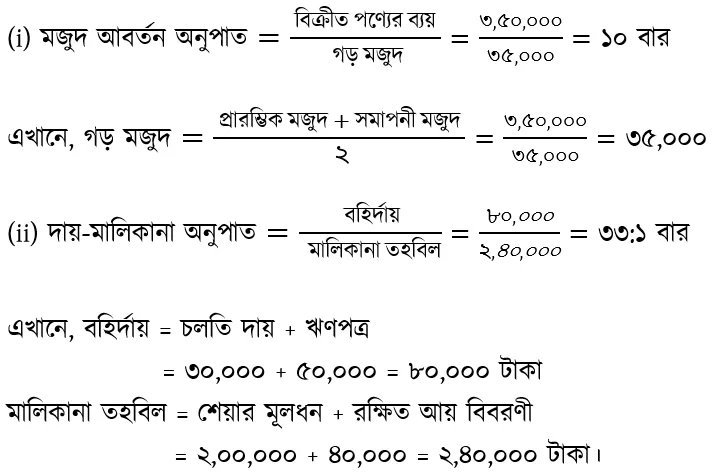 (i) মজুদ আবর্তন অনুপাত = বিক্রীত পণ্যের ব্যয় / গড় মজুদ = ৩,৫০,০০০ / ৩৫,০০০ = ১০ বার
এখানে, গড় মজুদ = প্রারম্ভিক মজুদ + সমাপনী মজুদ / ২ = ৩,৫০,০০০ / ৩৫,০০০ = ৩৫,০০০
(ii) দায়-মালিকানা অনুপাত = বহির্দায় / মালিকানা তহবিল = ৮০,০০০ / ২,৪০,০০০ = ৩৩:১ বার
এখানে, বহির্দায় = চলতি দায় + ঋণপত্র
= ৩০,০০০ + ৫০,০০০ = ৮০,০০০ টাকা
মালিকানা তহবিল = শেয়ার মূলধন + রক্ষিত আয় বিবরণী
= ২,০০,০০০ + ৪০,০০০ = ২,৪০,০০০ টাকা।